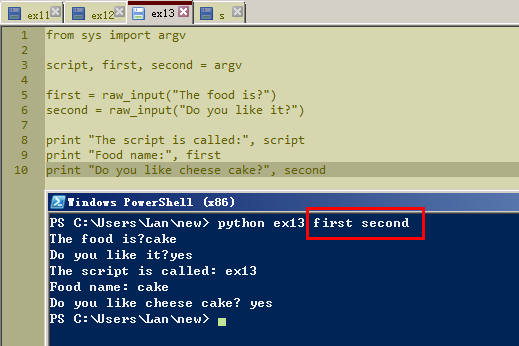 ex11 ex12 ex13 s
1 from sys import argv
2
3 script, first, second = argv
4
5 first = raw_input("The food is?")
6 second = raw_input("Do you like it?")
7
8 print "The script is called:", script
9 print "Food name:", first
10 print "Do you like cheese cake?", second
Windows PowerShell (x86)
PS C:\Users\Lan\new> python ex13 first second
The food is?cake
Do you like it?yes
The script is called: ex13
Food name: cake
Do you like cheese cake? yes
PS C:\Users\Lan\new>